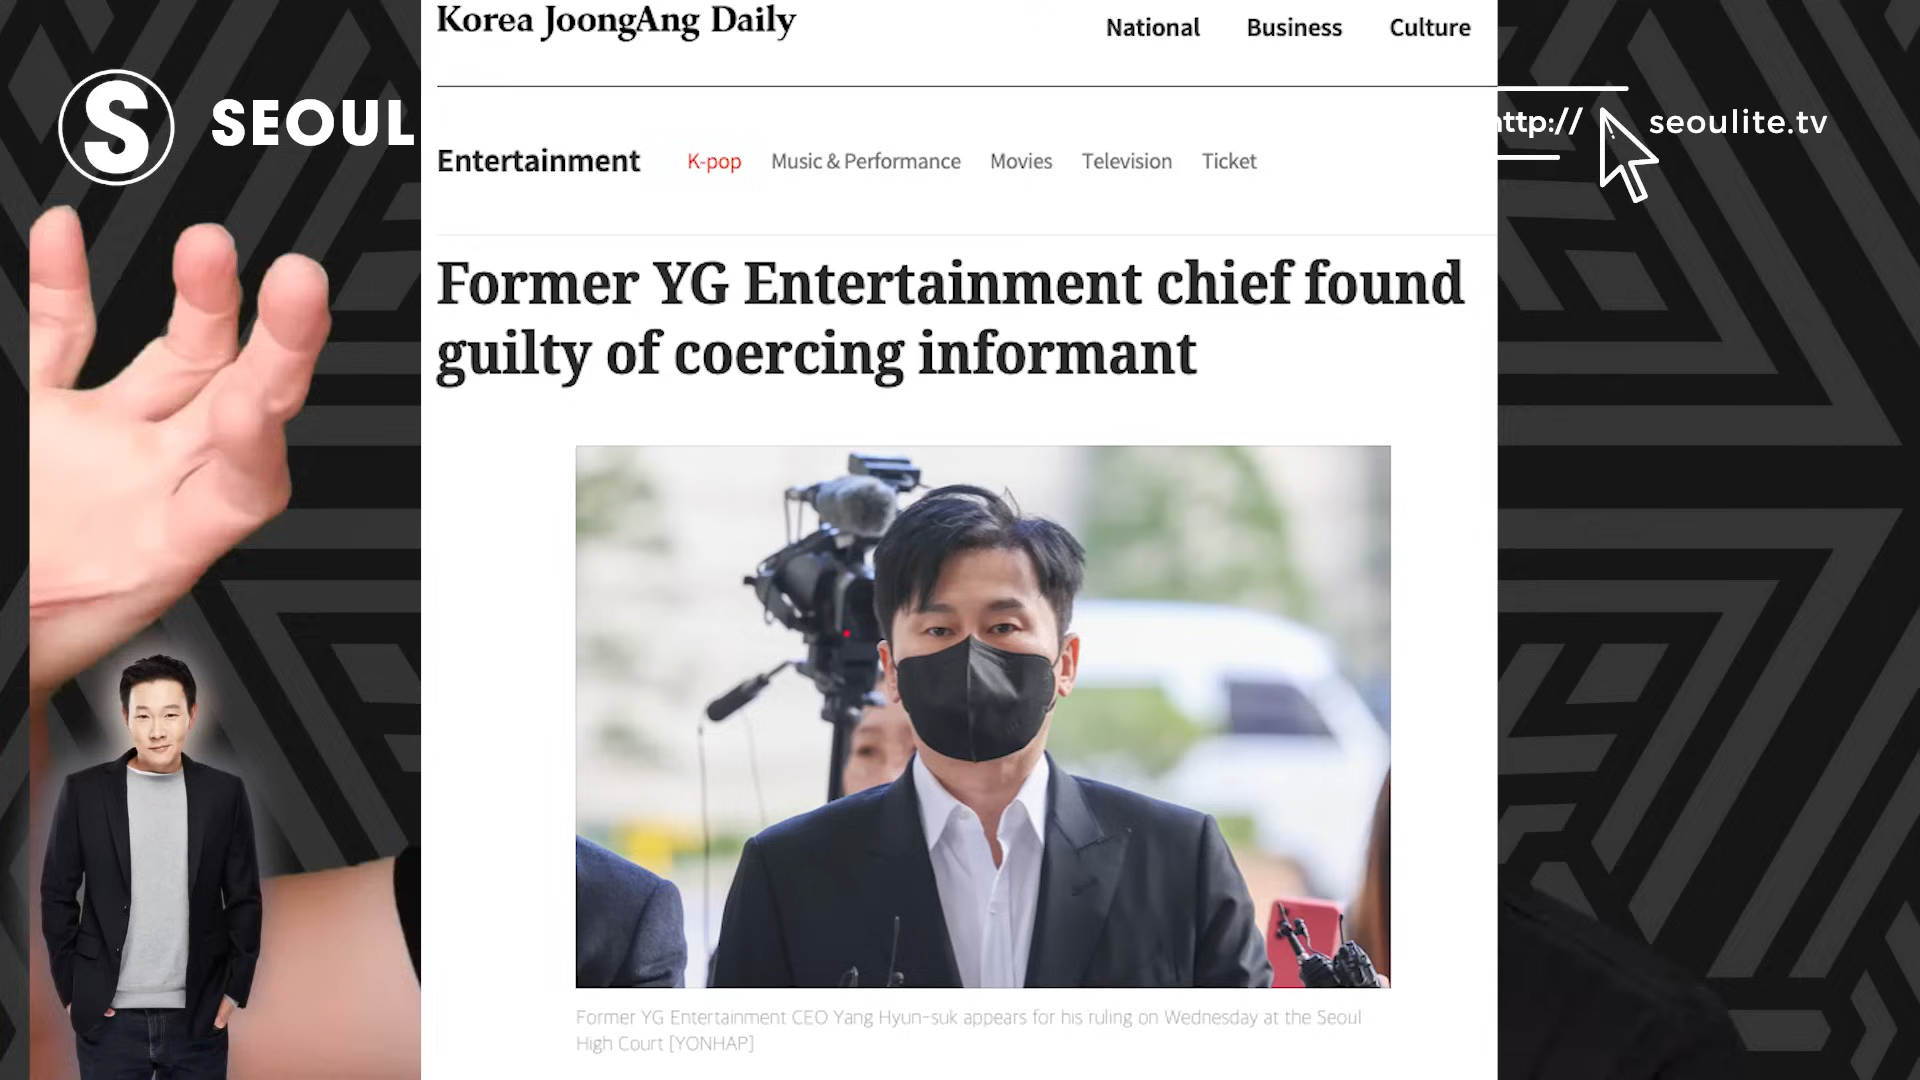 Korea JoongAng Daily
National Business Culture
S SEOUL
ttp:// seoulite.tv
Entertainment K-pop Music & Performance Movies Television Ticket
Former YG Entertainment chief found
guilty of coercing informant
Former YG Entertainment CEO Yang Hyun-suk appears for his ruling on Wednesday at the Seoul
High Court [YONHAP]